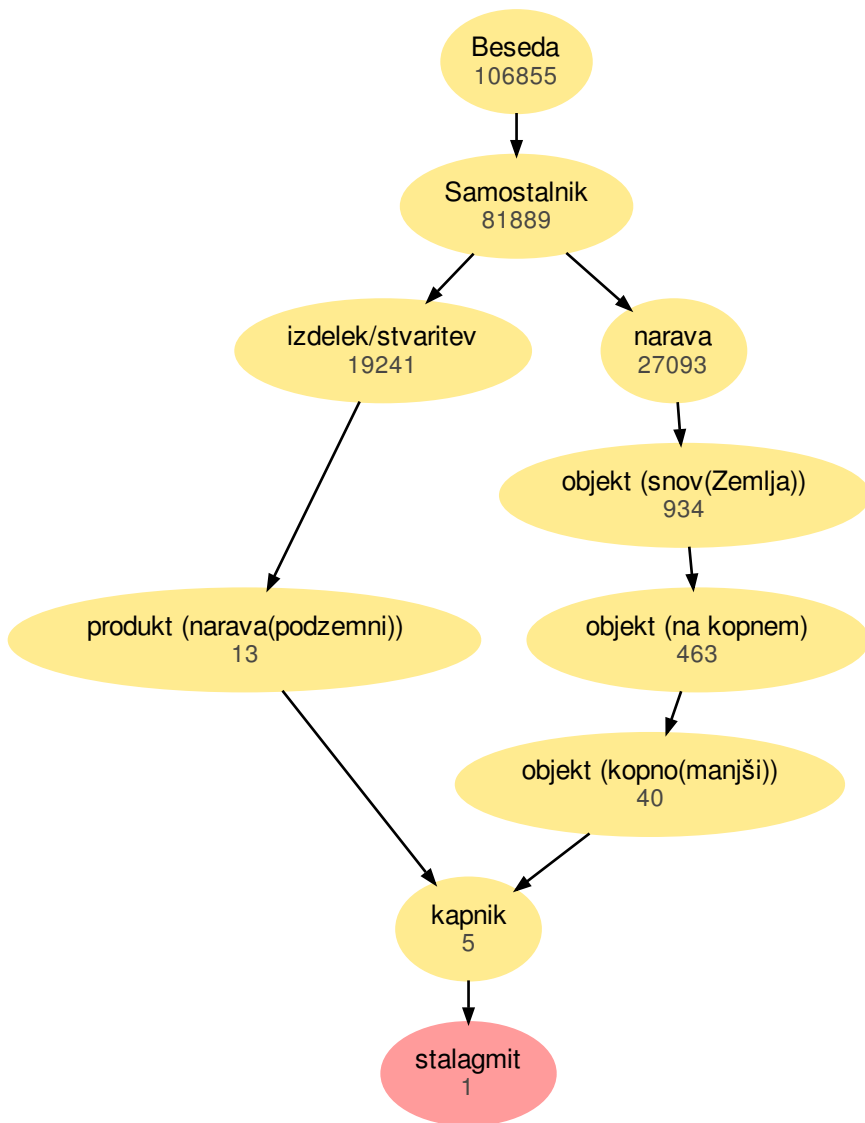 Beseda
106855
Samostalnik
81889
izdelek/stvaritev
19241
narava
27093
objekt (snov(Zemlja))
934
produkt (narava(podzemni))
13
objekt (na kopnem)
463
objekt (kopno(manjši))
40
kapnik
5
stalagmit
1